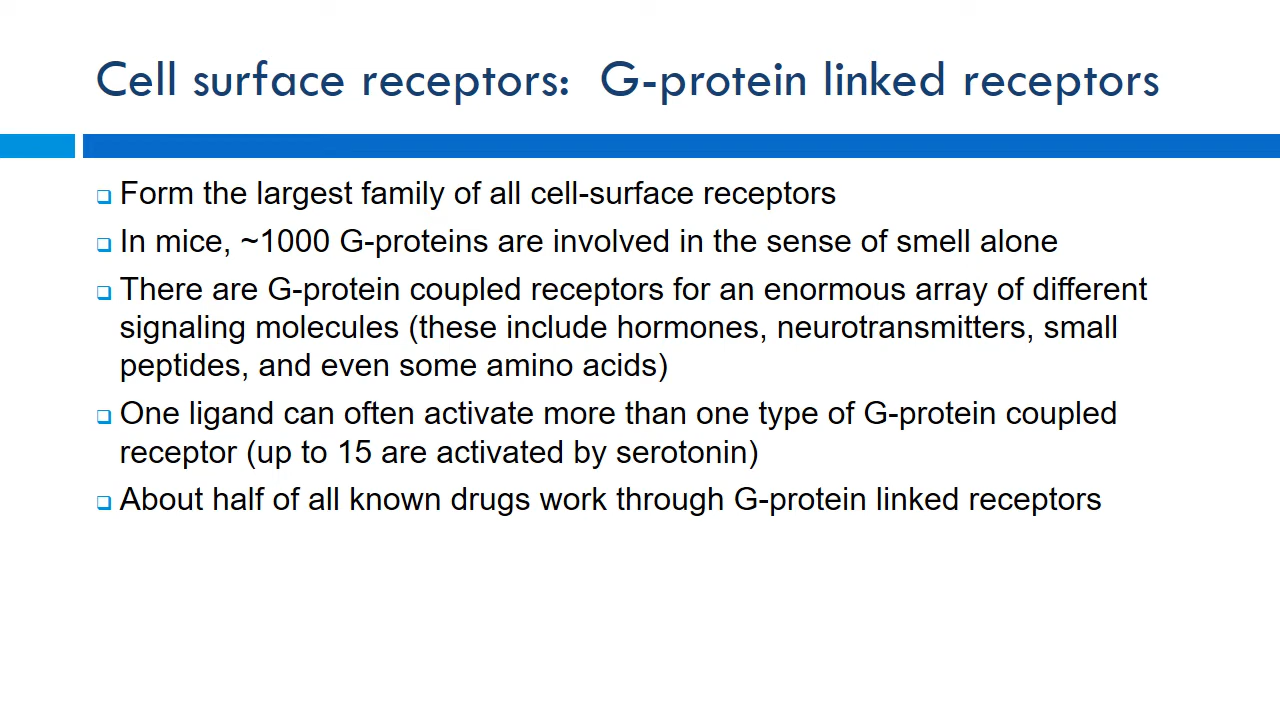 Cell surface receptors: G-protein linked receptors
Form the largest family of all cell-surface receptors
In mice, ~1000 G-proteins are involved in the sense of smell alone
There are G-protein coupled receptors for an enormous array of different
signaling molecules (these include hormones, neurotransmitters, small
peptides, and even some amino acids)
One ligand can often activate more than one type of G-protein coupled
receptor (up to 15 are activated by serotonin)
About half of all known drugs work through G-protein linked receptors